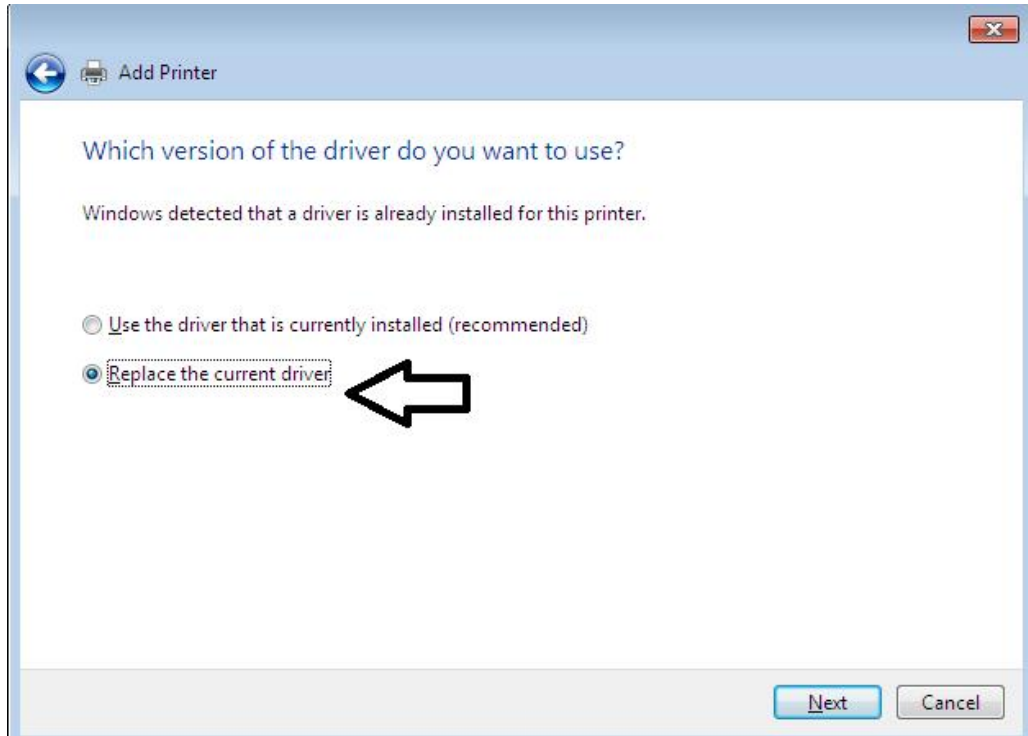 Add Printer
Which version of the driver do you want to use?
Windows detected that a driver is already installed for this printer.
Use the driver that is currently installed (recommended)
Replace the current driver
Next
Cancel